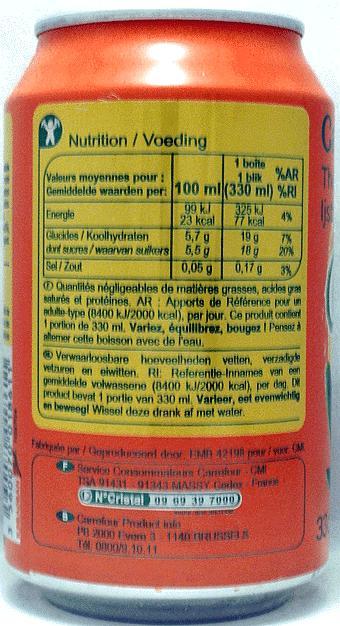 Nutrition / Voeding
Valeurs moyennes pour :
Gemiddelde waarden per:
100 ml
1 boîte
1 blik
(330 ml)
%AR
%RI
Energie
99 kJ
23 kcal
325 kJ
77 kcal
4%
Glucides / Koolhydraten
5,7 g
19 g
7%
dont sucres / waarvan suikers
5,5 g
18 g
20%
Sel / Zout
0,05 g
0,17 g
3%
F Quantités négligeables de matières grasses, acides gras
saturés et protéines. AR : Apports de Référence pour un
adulte-type (8400 kJ/2000 kcal), par jour. Ce produit contient
1 portion de 330 ml. Variez, équilibrez, bougez ! Pensez à
alterner cette boisson avec de l'eau.
Verwaarloosbare hoeveelheden vetten, verzadigde
vetzuren en eiwitten. RI: Referentie-Innames van een
gemiddelde volwassene (8400 kJ/2000 kcal), per dag. Dit
product bevat 1 portie van 330 ml. Varieer, eet evenwichtig
en beweeg! Wissel deze drank af met water.
Fabriquée par / Geproduceerd door: EMB 42198 pour / voor: CMI
F Service Consommateurs Carrefour - CMI
TSA 91431 - 91343 MASSY Cedex - France
N°Cristal 09 69 39 7000
B Carrefour Product info
PB 2000 Evere 3 - 1140 BRUSSELS
Tél. 0800/9.10.11